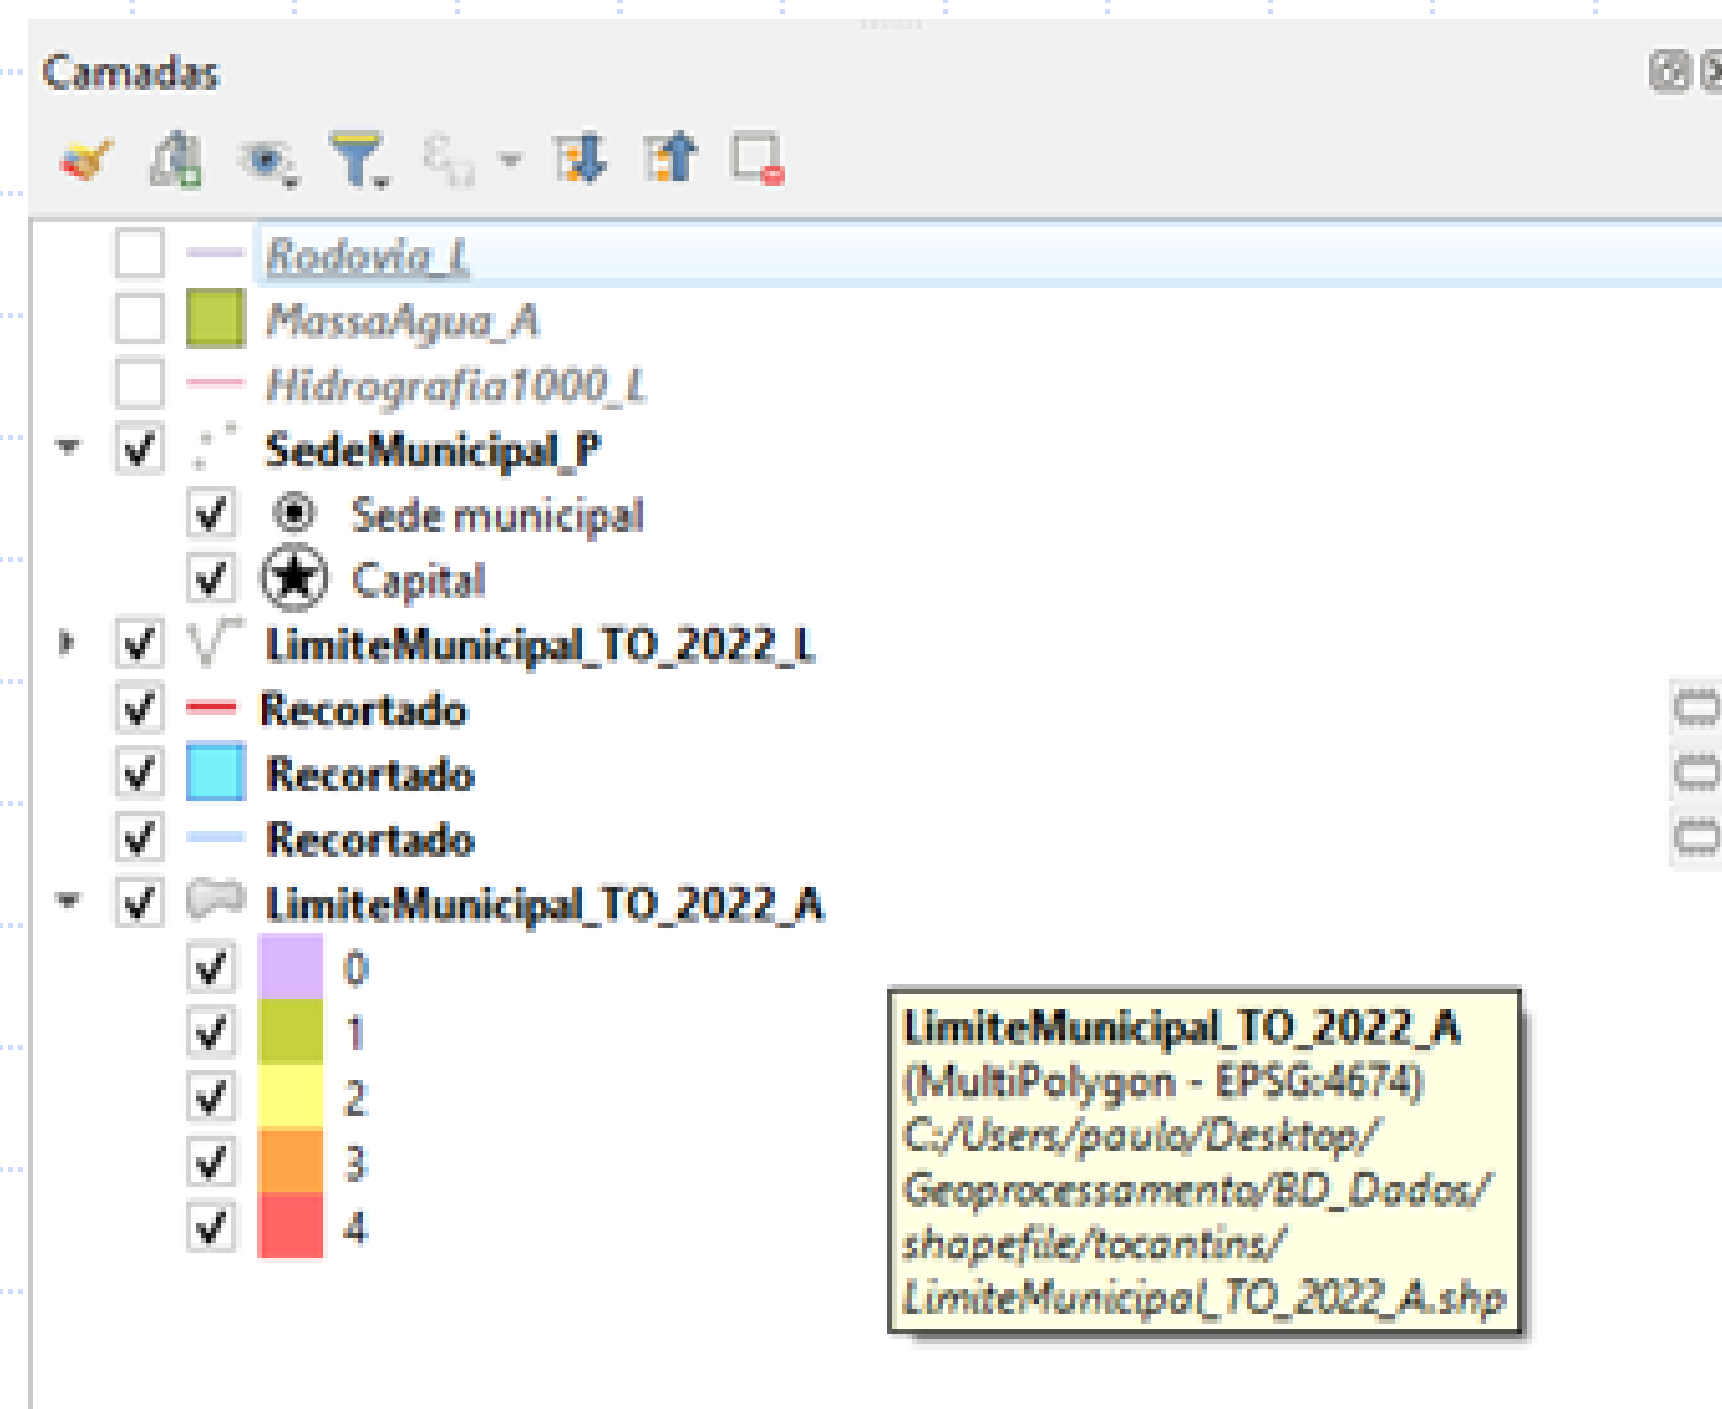 Camadas
Rodovia_L
MassaAgua_A
Hidrografia1000_L
SedeMunicipal_P
Sede municipal
Capital
LimiteMunicipal_TO_2022_L
Recortado
Recortado
Recortado
LimiteMunicipal_TO_2022_A
0
1
2
3
4
LimiteMunicipal_TO_2022_A
(MultiPolygon - EPSG:4674)
C:/Users/paulo/Desktop/
Geoprocessamento/BD_Dados/
shapefile/tocantins/
LimiteMunicipal_TO_2022_A.shp